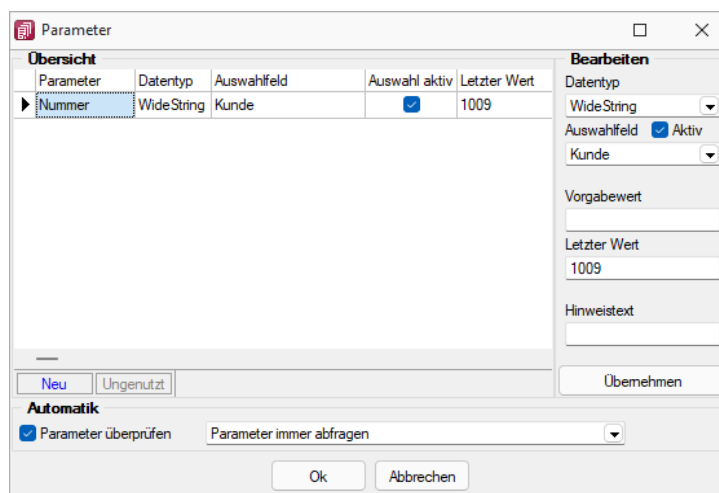 Parameter
Übersicht
Parameter Datentyp Auswahlfeld Auswahl aktiv Letzter Wert
Nummer WideString Kunde 1009
Neu Ungenutzt
Bearbeiten
Datentyp
WideString
Auswahlfeld Aktiv
Kunde
Vorgabewert
Letzter Wert
1009
Hinweistext
Übernehmen
Automatik
Parameter überprüfen Parameter immer abfragen
Ok Abbrechen